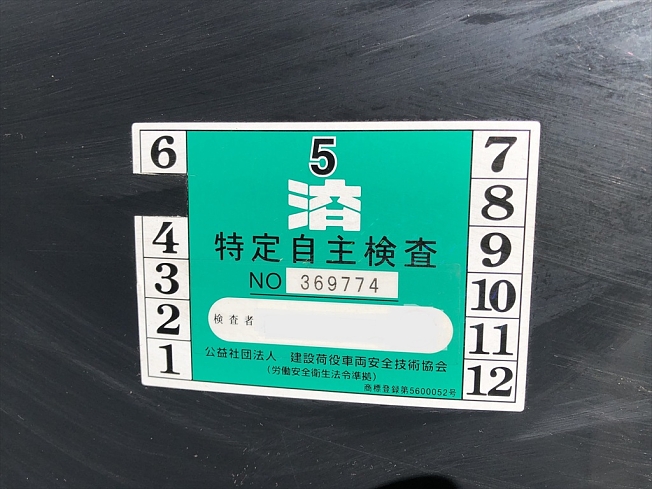 5
済
特定自主検査
NO 369774
検査者
公益社団法人 建設荷役車両安全技術協会
(労働安全衛生法令準拠)
商標登録第5600052号
6
4
3
2
1
7
8
9
10
11
12